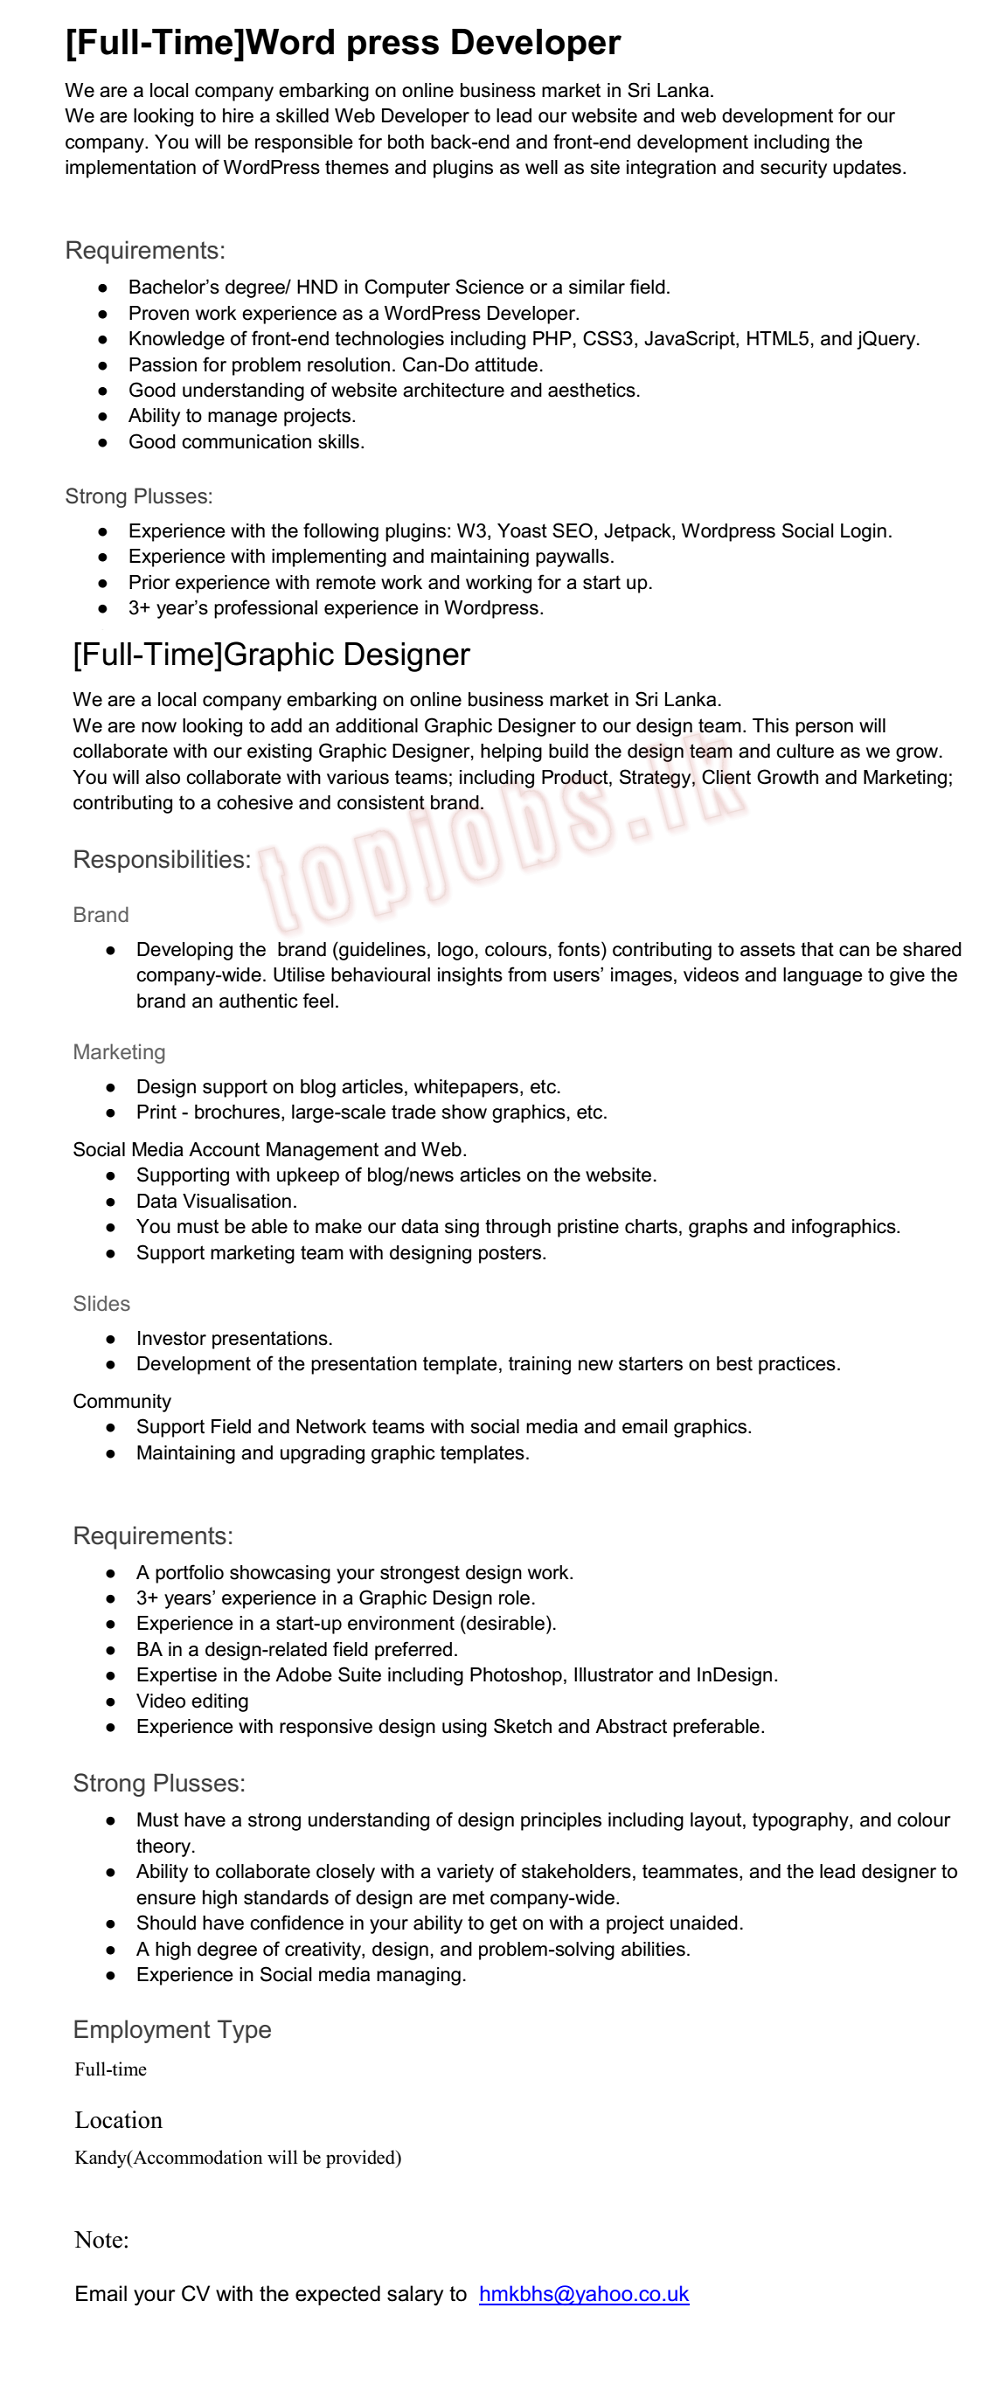 [Full-Time]Word press Developer
We are a local company embarking on online business market in Sri Lanka.
We are looking to hire a skilled Web Developer to lead our website and web development for our
company. You will be responsible for both back-end and front-end development including the
implementation of WordPress themes and plugins as well as site integration and security updates.
Requirements:
● Bachelor’s degree/ HND in Computer Science or a similar field.
● Proven work experience as a WordPress Developer.
● Knowledge of front-end technologies including PHP, CSS3, JavaScript, HTML5, and jQuery.
● Passion for problem resolution. Can-Do attitude.
● Good understanding of website architecture and aesthetics.
● Ability to manage projects.
● Good communication skills.
Strong Plusses:
● Experience with the following plugins: W3, Yoast SEO, Jetpack, Wordpress Social Login.
● Experience with implementing and maintaining paywalls.
● Prior experience with remote work and working for a start up.
● 3+ year’s professional experience in Wordpress.
[Full-Time]Graphic Designer
We are a local company embarking on online business market in Sri Lanka.
We are now looking to add an additional Graphic Designer to our design team. This person will
collaborate with our existing Graphic Designer, helping build the design team and culture as we grow.
You will also collaborate with various teams; including Product, Strategy, Client Growth and Marketing;
contributing to a cohesive and consistent brand.
topjobs.lk
Responsibilities:
Brand
● Developing the  brand (guidelines, logo, colours, fonts) contributing to assets that can be shared
company-wide. Utilise behavioural insights from users’ images, videos and language to give the
brand an authentic feel.
Marketing
● Design support on blog articles, whitepapers, etc.
● Print - brochures, large-scale trade show graphics, etc.
Social Media Account Management and Web.
● Supporting with upkeep of blog/news articles on the website.
● Data Visualisation.
● You must be able to make our data sing through pristine charts, graphs and infographics.
● Support marketing team with designing posters.
Slides
● Investor presentations.
● Development of the presentation template, training new starters on best practices.
Community
● Support Field and Network teams with social media and email graphics.
● Maintaining and upgrading graphic templates.
Requirements:
● A portfolio showcasing your strongest design work.
● 3+ years’ experience in a Graphic Design role.
● Experience in a start-up environment (desirable).
● BA in a design-related field preferred.
● Expertise in the Adobe Suite including Photoshop, Illustrator and InDesign.
● Video editing
● Experience with responsive design using Sketch and Abstract preferable.
Strong Plusses:
● Must have a strong understanding of design principles including layout, typography, and colour
theory.
● Ability to collaborate closely with a variety of stakeholders, teammates, and the lead designer to
ensure high standards of design are met company-wide.
● Should have confidence in your ability to get on with a project unaided.
● A high degree of creativity, design, and problem-solving abilities.
● Experience in Social media managing.
Employment Type
Full-time
Location
Kandy(Accommodation will be provided)
Note:
Email your CV with the expected salary to  hmkbhs@yahoo.co.uk